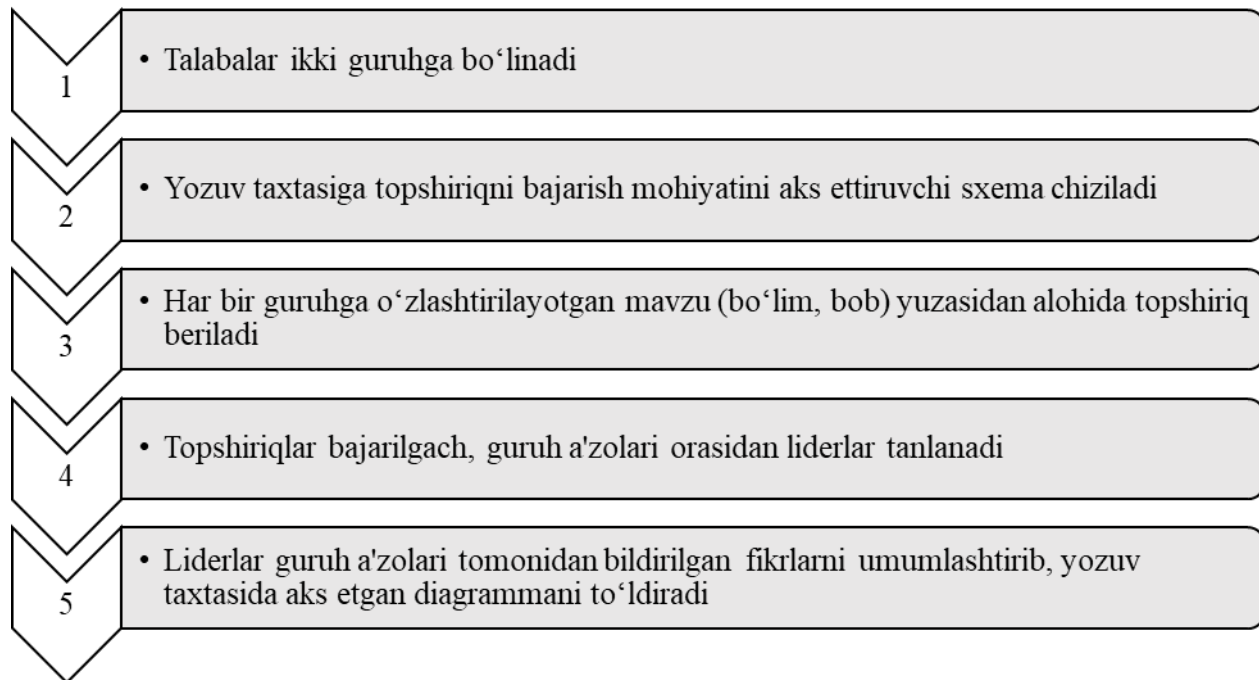 1
• Talabalar ikki guruhga bo‘linadi
2
• Yozuv taxtasiga topshiriqni bajarish mohiyatini aks ettiruvchi sxema chiziladi
3
• Har bir guruhga o‘zlashtirilayotgan mavzu (bo‘lim, bob) yuzasidan alohida topshiriq
beriladi
4
• Topshiriqlar bajarilgach, guruh a'zolari orasidan liderlar tanlanadi
5
• Liderlar guruh a'zolari tomonidan bildirilgan fikrlarni umumlashtirib, yozuv
taxtasida aks etgan diagrammani to‘ldiradi